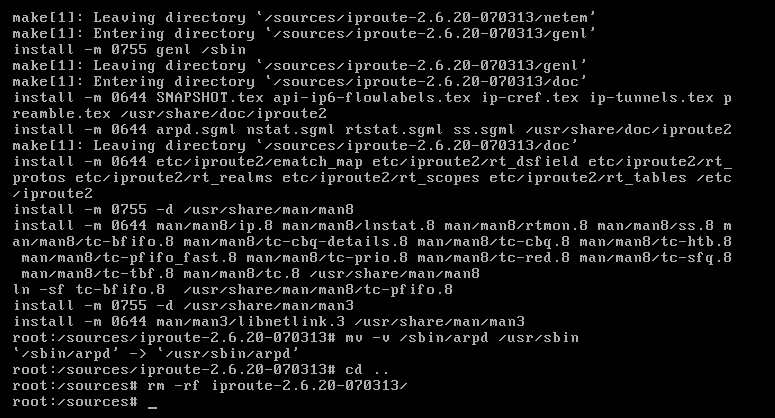 make[1]: Leaving directory `/sources/iproute-2.6.20-070313/netem'
make[1]: Entering directory `/sources/iproute-2.6.20-070313/genl'
install -m 0755 genl /sbin
make[1]: Leaving directory `/sources/iproute-2.6.20-070313/genl'
make[1]: Entering directory `/sources/iproute-2.6.20-070313/doc'
install -m 0644 SNAPSHOT.tex api-ip6-flowlabels.tex ip-cref.tex ip-tunnels.tex p
reamble.tex /usr/share/doc/iproute2
install -m 0644 arpd.sgml nstat.sgml rtstat.sgml ss.sgml /usr/share/doc/iproute2
make[1]: Leaving directory `/sources/iproute-2.6.20-070313/doc'
install -m 0644 etc/iproute2/ematch_map etc/iproute2/rt_dsfield etc/iproute2/rt_
protos etc/iproute2/rt_realms etc/iproute2/rt_scopes etc/iproute2/rt_tables /etc
/iproute2
install -m 0755 -d /usr/share/man/man8
install -m 0644 man/man8/ip.8 man/man8/lnstat.8 man/man8/rtmon.8 man/man8/ss.8 m
an/man8/tc-bfifo.8 man/man8/tc-cbq-details.8 man/man8/tc-cbq.8 man/man8/tc-htb.8
 man/man8/tc-pfifo_fast.8 man/man8/tc-prio.8 man/man8/tc-red.8 man/man8/tc-sfq.8
 man/man8/tc-tbf.8 man/man8/tc.8 /usr/share/man/man8
ln -sf tc-bfifo.8  /usr/share/man/man8/tc-pfifo.8
install -m 0755 -d /usr/share/man/man3
install -m 0644 man/man3/libnetlink.3 /usr/share/man/man3
root:/sources/iproute-2.6.20-070313# mv -v /sbin/arpd /usr/sbin
`/sbin/arpd' -> `/usr/sbin/arpd'
root:/sources/iproute-2.6.20-070313# cd ..
root:/sources# rm -rf iproute-2.6.20-070313/
root:/sources# _